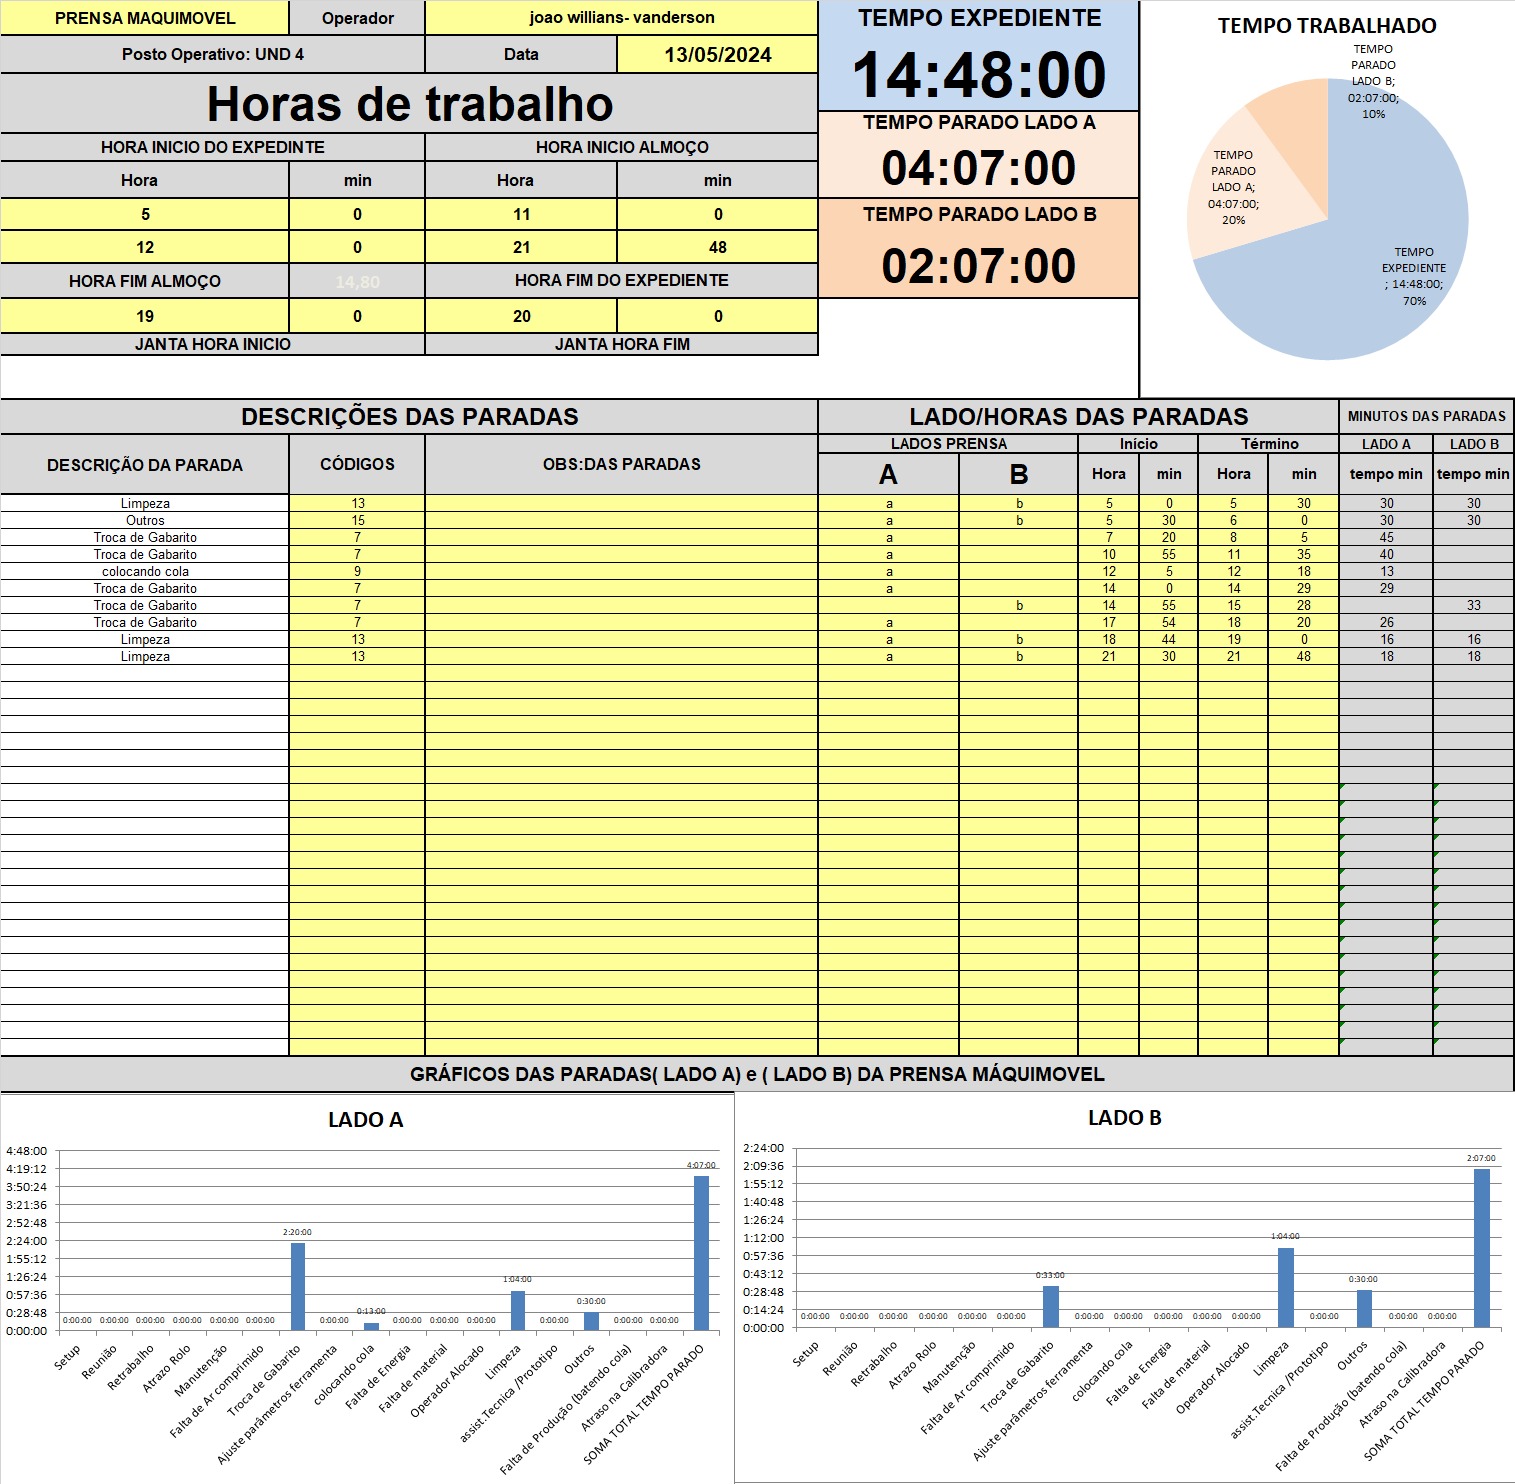 PRENSA MAQUIMOVEL Operador joao willians- vanderson
Posto Operativo: UND 4 Data 13/05/2024
Horas de trabalho
HORA INICIO DO EXPEDINTE HORA INICIO ALMOÇO
Hora min Hora min
5 0 11 0
12 0 21 48
HORA FIM ALMOÇO 14,80 HORA FIM DO EXPEDIENTE
19 0 20 0
JANTA HORA INICIO JANTA HORA FIM
TEMPO EXPEDIENTE
14:48:00
TEMPO PARADO LADO A
04:07:00
TEMPO PARADO LADO B
02:07:00
TEMPO TRABALHADO
TEMPO
PARADO
LADO B;
02:07:00;
10%
TEMPO
PARADO
LADO A;
04:07:00;
20%
TEMPO
EXPEDIENTE
; 14:48:00;
70%
DESCRIÇÕES DAS PARADAS LADO/HORAS DAS PARADAS MINUTOS DAS PARADAS
DESCRIÇÃO DA PARADA CÓDIGOS OBS:DAS PARADAS LADOS PRENSA Início Término LADO A LADO B
A B Hora min Hora min tempo min tempo min
Limpeza 13 a b 5 0 5 30 30 30
Outros 15 a b 5 30 6 0 30 30
Troca de Gabarito 7 a 7 20 8 5 45
Troca de Gabarito 7 a 10 55 11 35 40
colocando cola 9 a 12 5 12 18 13
Troca de Gabarito 7 a 14 0 14 29 29
Troca de Gabarito 7 b 14 55 15 28 33
Troca de Gabarito 7 a 17 54 18 20 26
Limpeza 13 a b 18 44 19 0 16 16
Limpeza 13 a b 21 30 21 48 18 18
GRÁFICOS DAS PARADAS( LADO A) e ( LADO B) DA PRENSA MÁQUIMOVEL
LADO A
4:48:00
4:19:12
3:50:24
3:21:36
2:52:48
2:24:00
1:55:12
1:26:24
0:57:36
0:28:48
0:00:00
0:00:00 0:00:00 0:00:00 0:00:00 0:00:00 0:00:00 2:20:00 0:00:00 0:13:00 0:00:00 0:00:00 0:00:00 1:04:00 0:00:00 0:30:00 0:00:00 0:00:00 4:07:00
Setup
Reunião
Retrabalho
Atrazo Rolo
Manutenção
Falta de Ar comprimido
Troca de Gabarito
Ajuste parâmetros ferramenta
colocando cola
Falta de Energia
Falta de material
Operador Alocado
Limpeza
assist.Tecnica /Prototipo
Outros
Falta de Produção (batendo cola)
Atraso na Calibradora
SOMA TOTAL TEMPO PARADO
LADO B
2:24:00
2:09:36
1:55:12
1:40:48
1:26:24
1:12:00
0:57:36
0:43:12
0:28:48
0:14:24
0:00:00
0:00:00 0:00:00 0:00:00 0:00:00 0:00:00 0:00:00 0:33:00 0:00:00 0:00:00 0:00:00 0:00:00 0:00:00 1:04:00 0:00:00 0:30:00 0:00:00 0:00:00 2:07:00
Setup
Reunião
Retrabalho
Atrazo Rolo
Manutenção
Falta de Ar comprimido
Troca de Gabarito
Ajuste parâmetros ferramenta
colocando cola
Falta de Energia
Falta de material
Operador Alocado
Limpeza
assist.Tecnica /Prototipo
Outros
Falta de Produção (batendo cola)
Atraso na Calibradora
SOMA TOTAL TEMPO PARADO